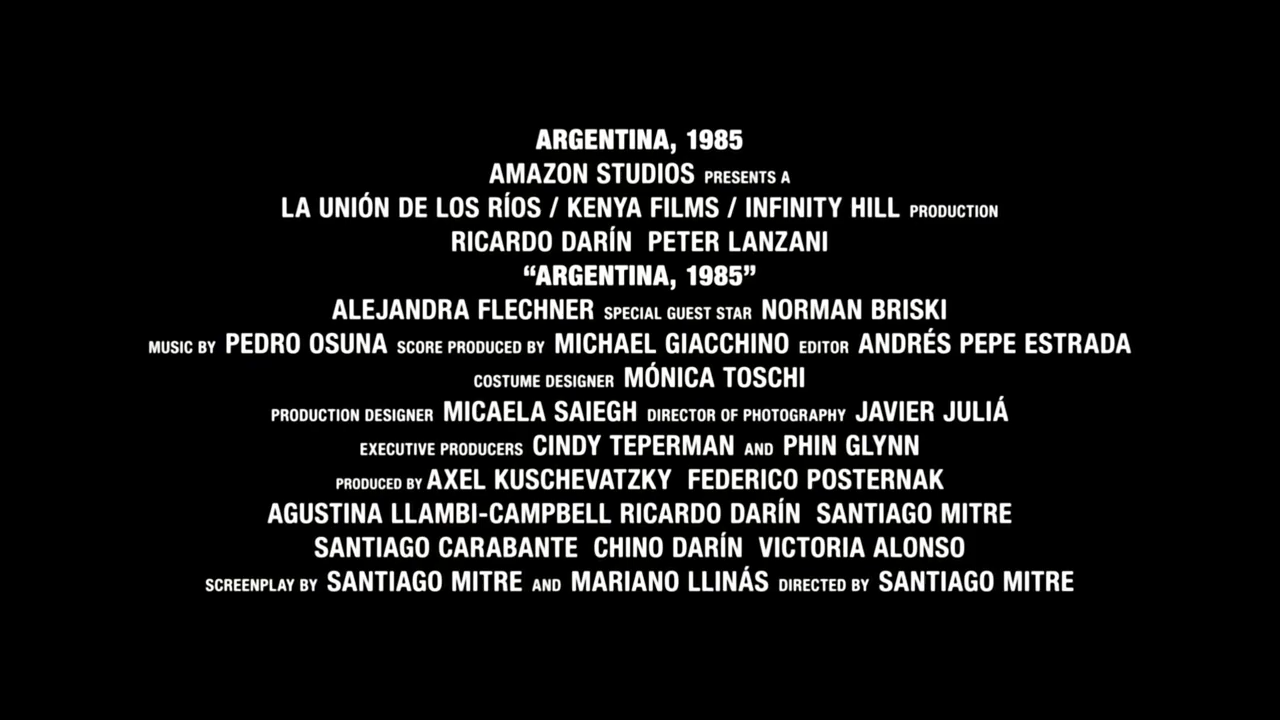 ARGENTINA, 1985
AMAZON STUDIOS PRESENTS A
LA UNIÓN DE LOS RÍOS / KENYA FILMS / INFINITY HILL PRODUCTION
RICARDO DARÍN PETER LANZANI
“ARGENTINA, 1985”
ALEJANDRA FLECHNER SPECIAL GUEST STAR NORMAN BRISKI
MUSIC BY PEDRO OSUNA SCORE PRODUCED BY MICHAEL GIACCHINO EDITOR ANDRÉS PEPE ESTRADA
COSTUME DESIGNER MÓNICA TOSCHI
PRODUCTION DESIGNER MICAELA SAIEGH DIRECTOR OF PHOTOGRAPHY JAVIER JULIÁ
EXECUTIVE PRODUCERS CINDY TEPERMAN AND PHIN GLYNN
PRODUCED BY AXEL KUSCHEVATZKY FEDERICO POSTERNAK
AGUSTINA LLAMBI-CAMPBELL RICARDO DARÍN SANTIAGO MITRE
SANTIAGO CARABANTE CHINO DARÍN VICTORIA ALONSO
SCREENPLAY BY SANTIAGO MITRE AND MARIANO LLINÁS DIRECTED BY SANTIAGO MITRE